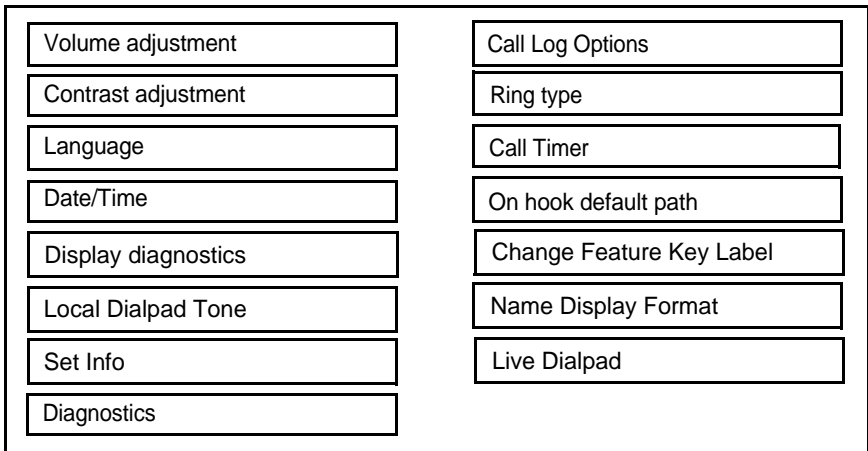 Volume adjustment
Contrast adjustment
Language
Date/Time
Display diagnostics
Local Dialpad Tone
Set Info
Diagnostics
Call Log Options
Ring type
Call Timer
On hook default path
Change Feature Key Label
Name Display Format
Live Dialpad